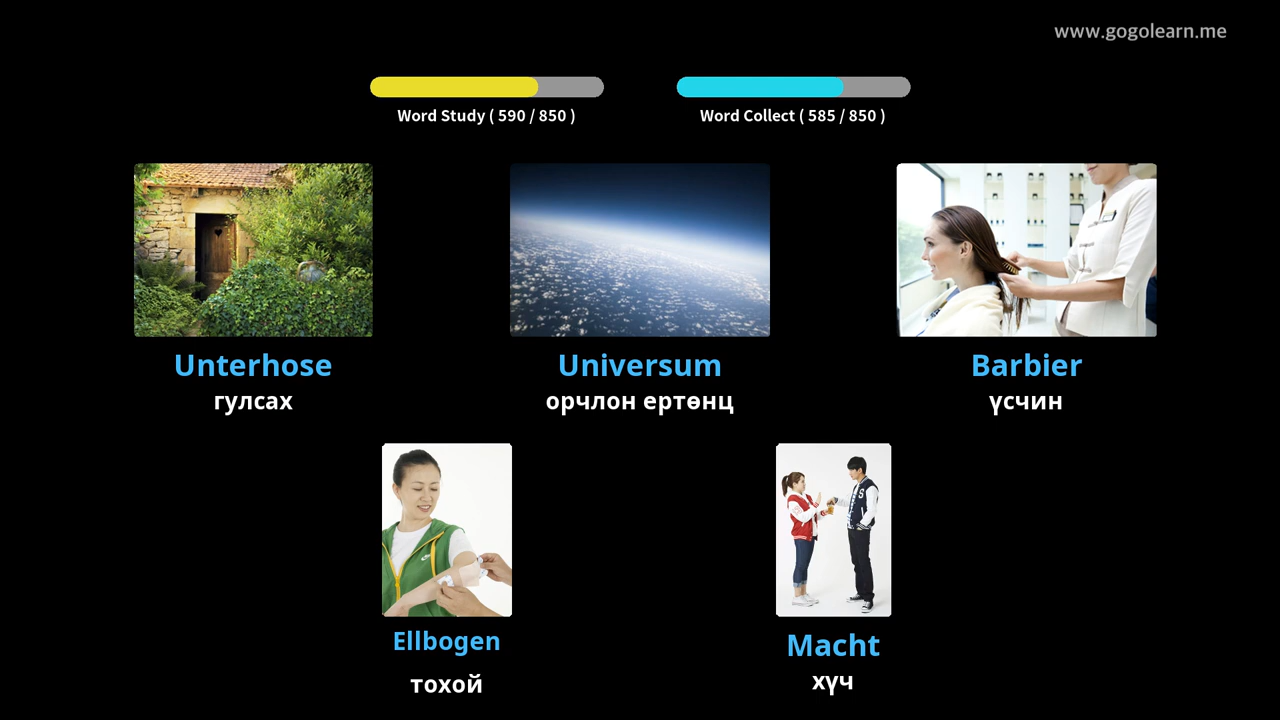 www.gogolearn.me
Word Study ( 590 / 850 )
Word Collect ( 585 / 850 )
Unterhose
гулсах
Universum
орчлон ертөнц
Barbier
үсчин
Ellbogen
тохой
Macht
хүч